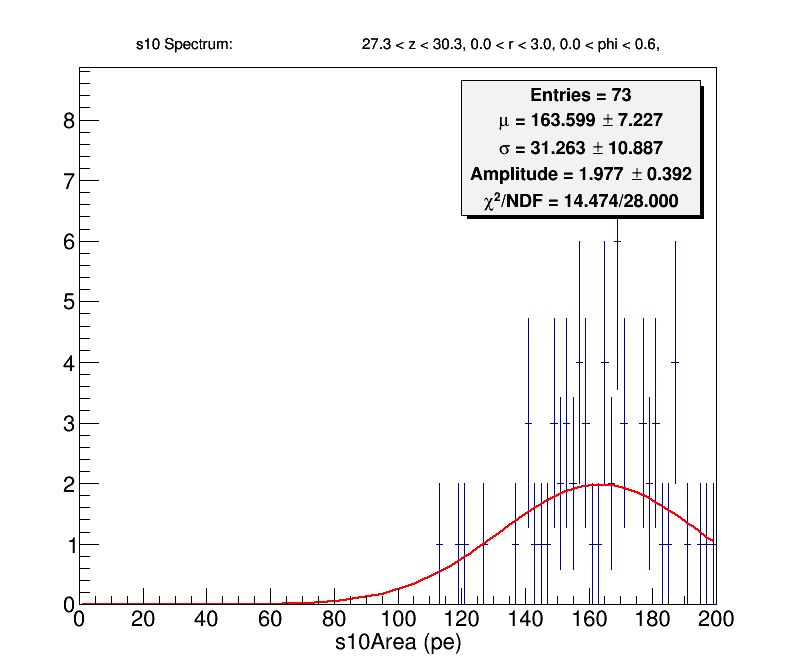 s10 Spectrum: 27.3 < z < 30.3, 0.0 < r < 3.0, 0.0 < phi < 0.6,
Entries = 73
μ = 163.599 ± 7.227
σ = 31.263 ± 10.887
Amplitude = 1.977 ± 0.392
χ²/NDF = 14.474/28.000
8
7
6
5
4
3
2
1
0
0 20 40 60 80 100 120 140 160 180 200
s10Area (pe)